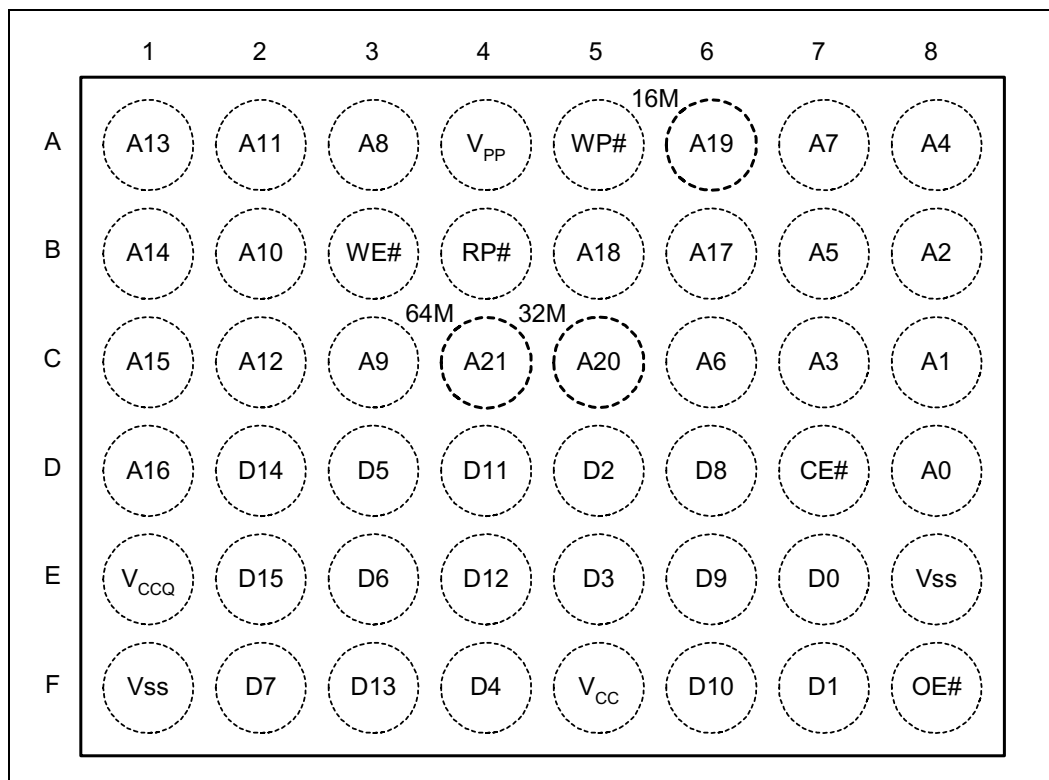 1 2 3 4 5 6 7 8
16M
A A13 A11 A8 VPP WP# A19 A7 A4
B A14 A10 WE# RP# A18 A17 A5 A2
64M 32M
C A15 A12 A9 A21 A20 A6 A3 A1
D A16 D14 D5 D11 D2 D8 CE# A0
E VCCQ D15 D6 D12 D3 D9 D0 Vss
F Vss D7 D13 D4 VCC D10 D1 OE#